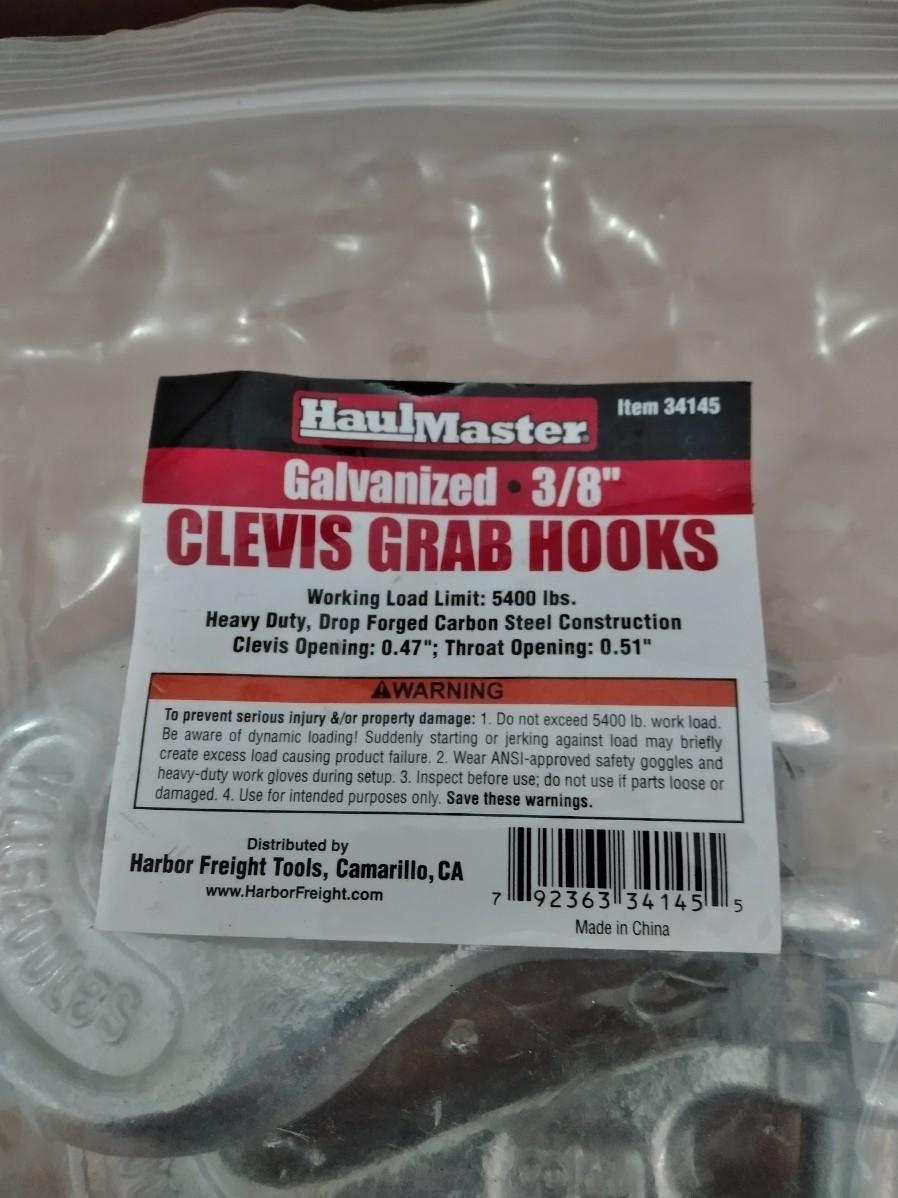 HaulMaster
Item 34145
Galvanized • 3/8"
CLEVIS GRAB HOOKS
Working Load Limit: 5400 lbs.
Heavy Duty, Drop Forged Carbon Steel Construction
Clevis Opening: 0.47"; Throat Opening: 0.51"
⚠WARNING
To prevent serious injury &/or property damage: 1. Do not exceed 5400 lb. work load.
Be aware of dynamic loading! Suddenly starting or jerking against load may briefly
create excess load causing product failure. 2. Wear ANSI-approved safety goggles and
heavy-duty work gloves during setup. 3. Inspect before use; do not use if parts loose or
damaged. 4. Use for intended purposes only. Save these warnings.
Distributed by
Harbor Freight Tools, Camarillo, CA
www.HarborFreight.com
7 92363 34145 5
Made in China